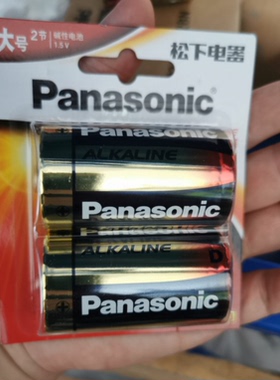 大号
2节
碱性电池
1.5V
松下电器
Panasonic
ALKALINE
+ Panasonic
ALKALINE
D
+ Panasonic